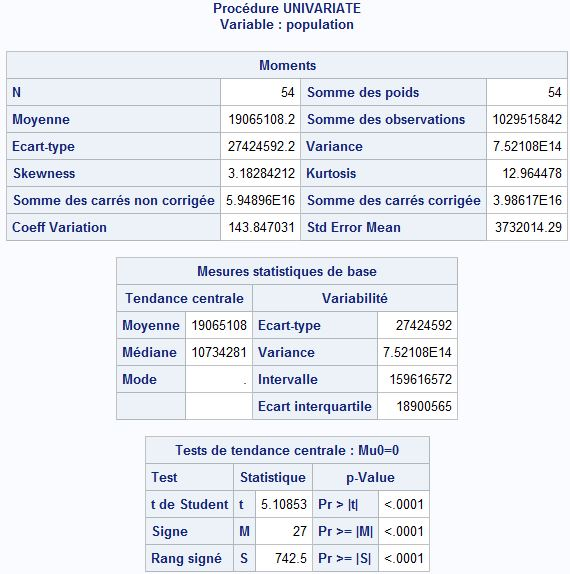 Procédure UNIVARIATE
Variable : population
Moments
N 54 Somme des poids 54
Moyenne 19065108.2 Somme des observations 1029515842
Ecart-type 27424592.2 Variance 7.52108E14
Skewness 3.18284212 Kurtosis 12.964478
Somme des carrés non corrigée 5.94896E16 Somme des carrés corrigée 3.98617E16
Coeff Variation 143.847031 Std Error Mean 3732014.29
Mesures statistiques de base
Tendance centrale Variabilité
Moyenne 19065108 Ecart-type 27424592
Médiane 10734281 Variance 7.52108E14
Mode . Intervalle 159616572
Ecart interquartile 18900565
Tests de tendance centrale : Mu0=0
Test Statistique p-Value
t de Student t 5.10853 Pr > |t| <.0001
Signe M 27 Pr >= |M| <.0001
Rang signé S 742.5 Pr >= |S| <.0001